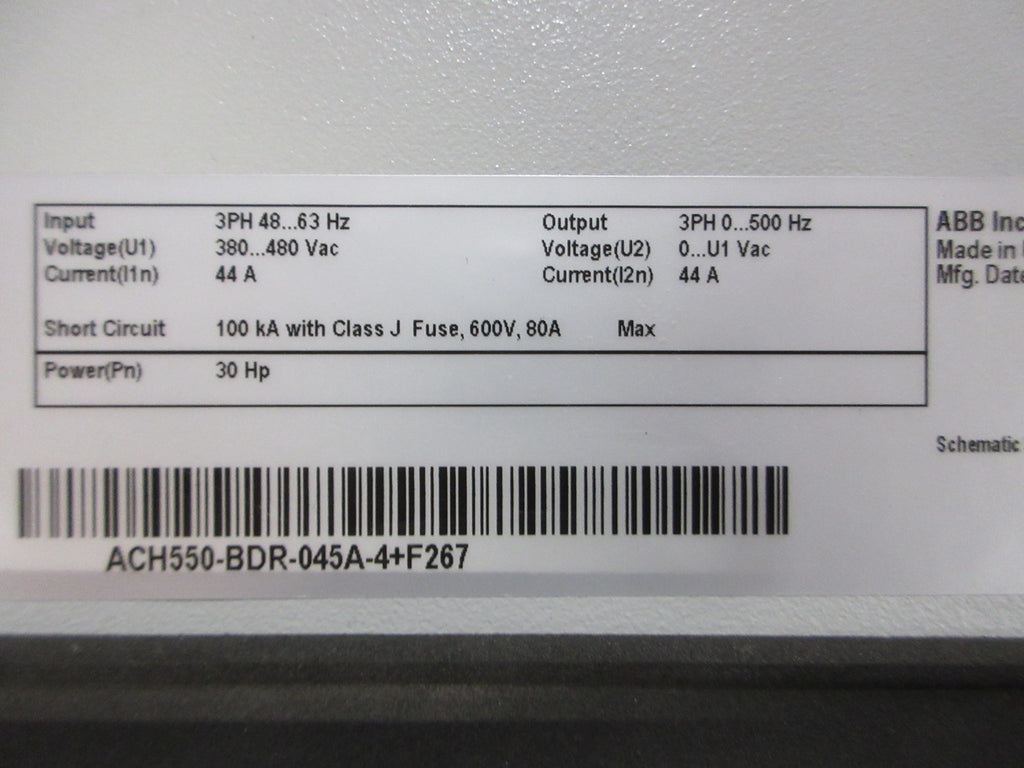 Input 3PH 48...63 Hz Output 3PH 0...500 Hz
Voltage(U1) 380...480 Vac Voltage(U2) 0...U1 Vac
Current(I1n) 44 A Current(I2n) 44 A
Short Circuit 100 kA with Class J Fuse, 600V, 80A Max
Power(Pn) 30 Hp
ABB Inc
Made in
Mfg. Date
Schematic
ACH550-BDR-045A-4+F267